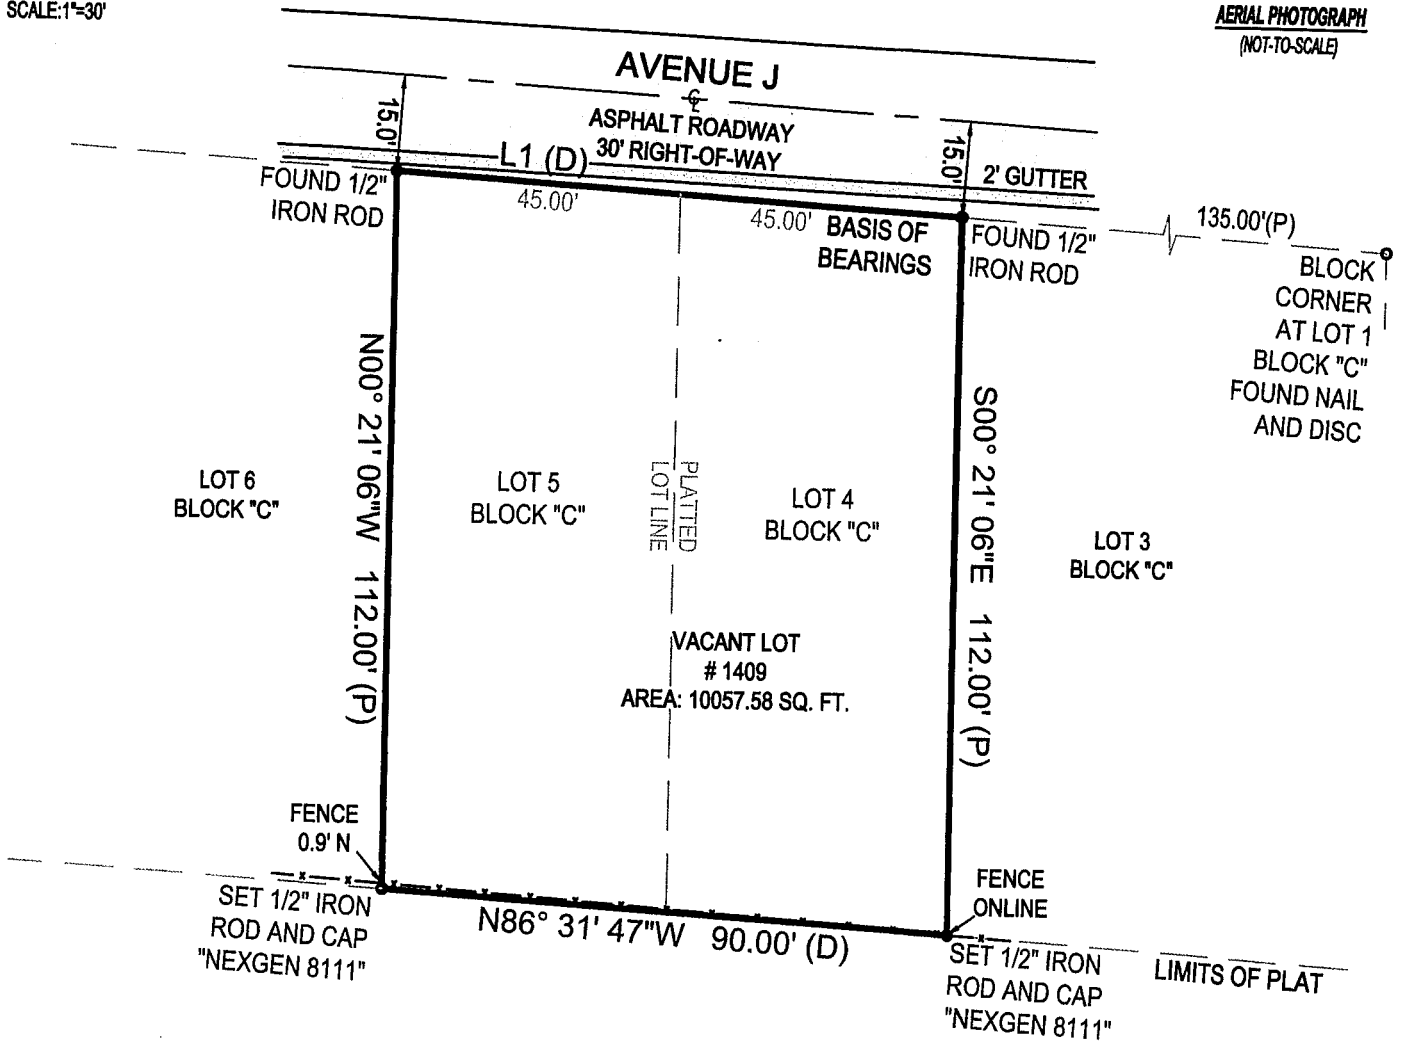 SCALE:1"=30'
AERIAL PHOTOGRAPH
(NOT-TO-SCALE)
AVENUE J
℄
ASPHALT ROADWAY
30' RIGHT-OF-WAY
15.0'
15.0'
L1 (D)
2' GUTTER
FOUND 1/2"
IRON ROD
45.00'
45.00'
BASIS OF
BEARINGS
FOUND 1/2"
IRON ROD
135.00'(P)
BLOCK
CORNER
AT LOT 1
BLOCK "C"
FOUND NAIL
AND DISC
N00° 21' 06"W 112.00' (P)
S00° 21' 06"E 112.00' (P)
LOT 6
BLOCK "C"
LOT 5
BLOCK "C"
PLATTED
LOT LINE
LOT 4
BLOCK "C"
LOT 3
BLOCK "C"
VACANT LOT
# 1409
AREA: 10057.58 SQ. FT.
FENCE
0.9' N
SET 1/2" IRON
ROD AND CAP
"NEXGEN 8111"
N86° 31' 47"W 90.00' (D)
FENCE
ONLINE
SET 1/2" IRON
ROD AND CAP
"NEXGEN 8111"
LIMITS OF PLAT